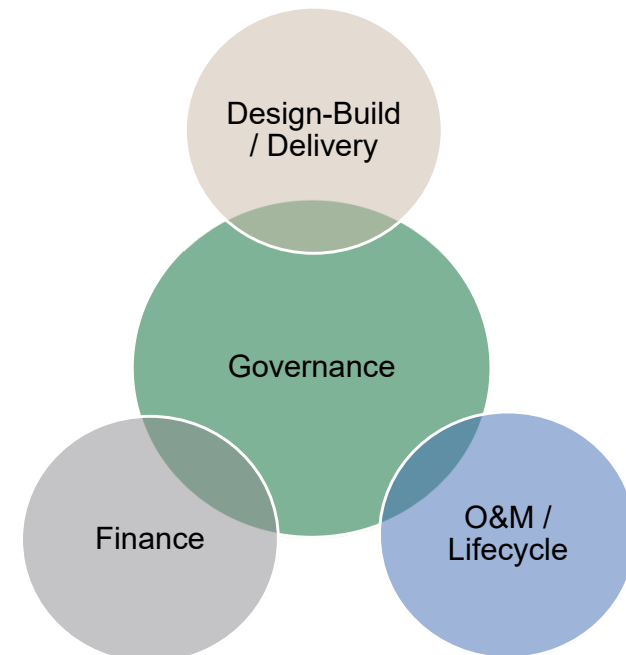 Design-Build
/ Delivery
Governance
Finance
O&M /
Lifecycle